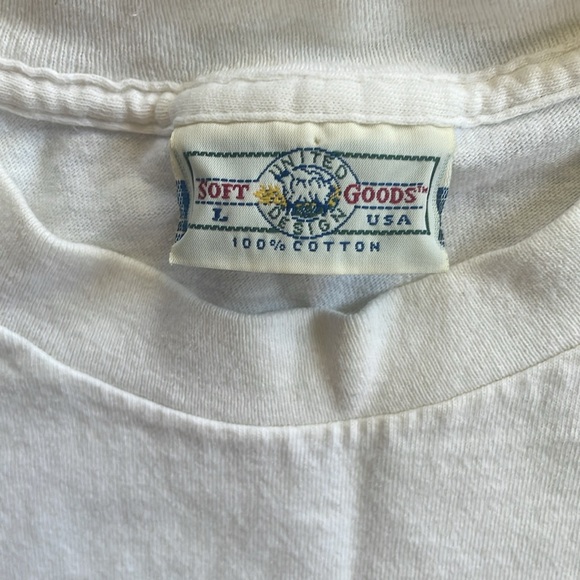 UNITED
SOFT GOODS™
L USA
DESIGN
100% COTTON